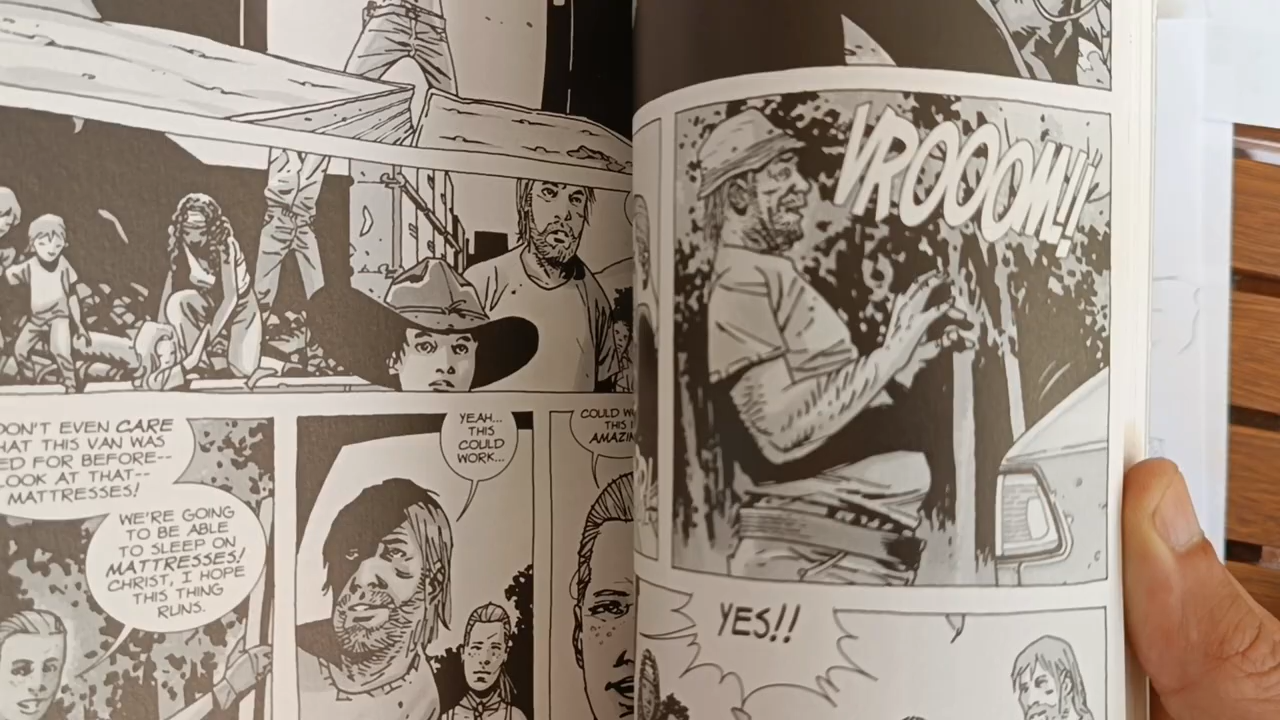 DON'T EVEN CARE
THAT THIS VAN WAS
ED FOR BEFORE--
LOOK AT THAT--
MATTRESSES!
WE'RE GOING
TO BE ABLE
TO SLEEP ON
MATTRESSES!
CHRIST, I HOPE
THIS THING
RUNS.
YEAH...
THIS
COULD
WORK...
COULD W
THIS I
AMAZIN
VROOOM!!
YES!!